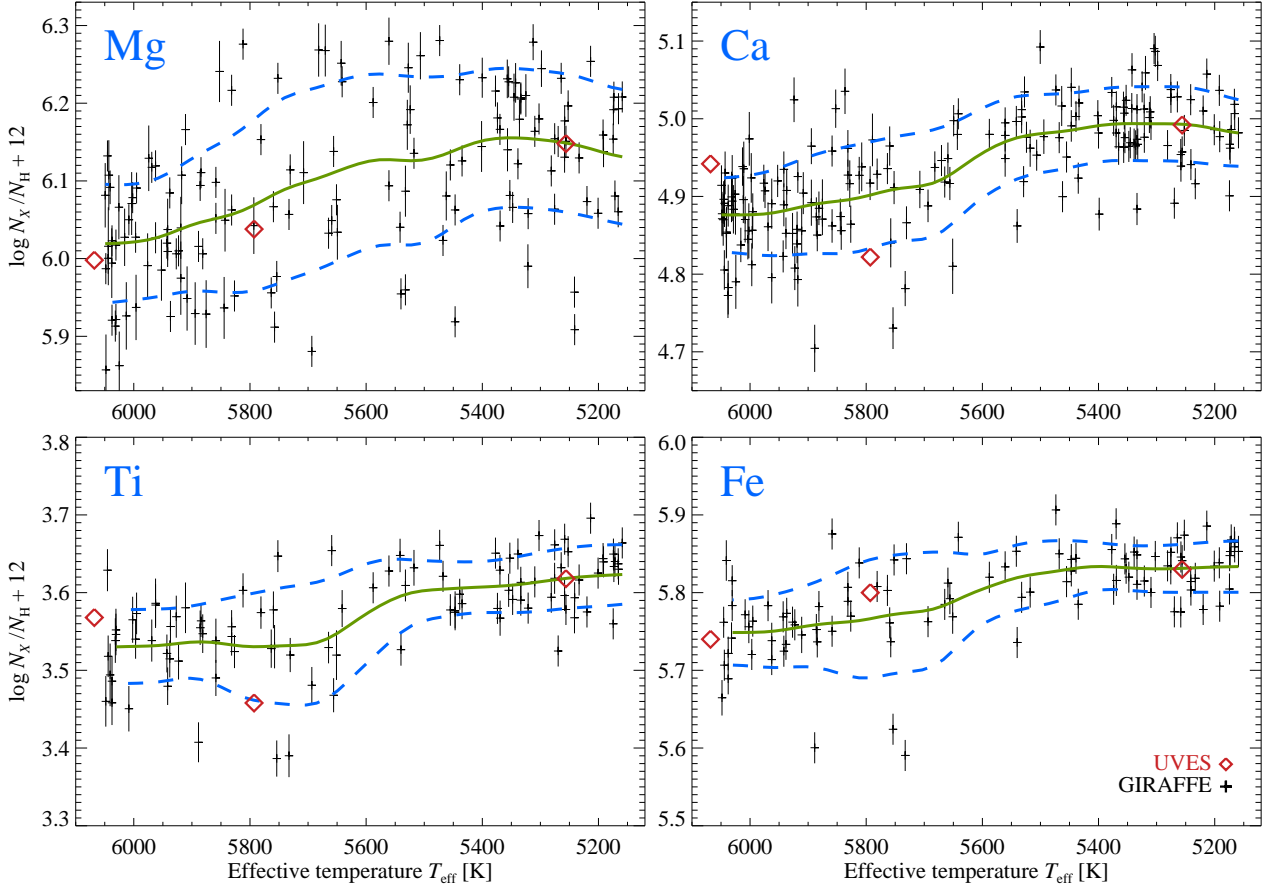 Mg
Ca
6.3
6.2
6.1
6.0
5.9
log N_X / N_H + 12
6000 5800 5600 5400 5200
5.1
5.0
4.9
4.8
4.7
6000 5800 5600 5400 5200
Ti
Fe
3.8
3.7
3.6
3.5
3.4
3.3
log N_X / N_H + 12
6000 5800 5600 5400 5200
Effective temperature T_eff [K]
6.0
5.9
5.8
5.7
5.6
5.5
UVES
GIRAFFE
6000 5800 5600 5400 5200
Effective temperature T_eff [K]